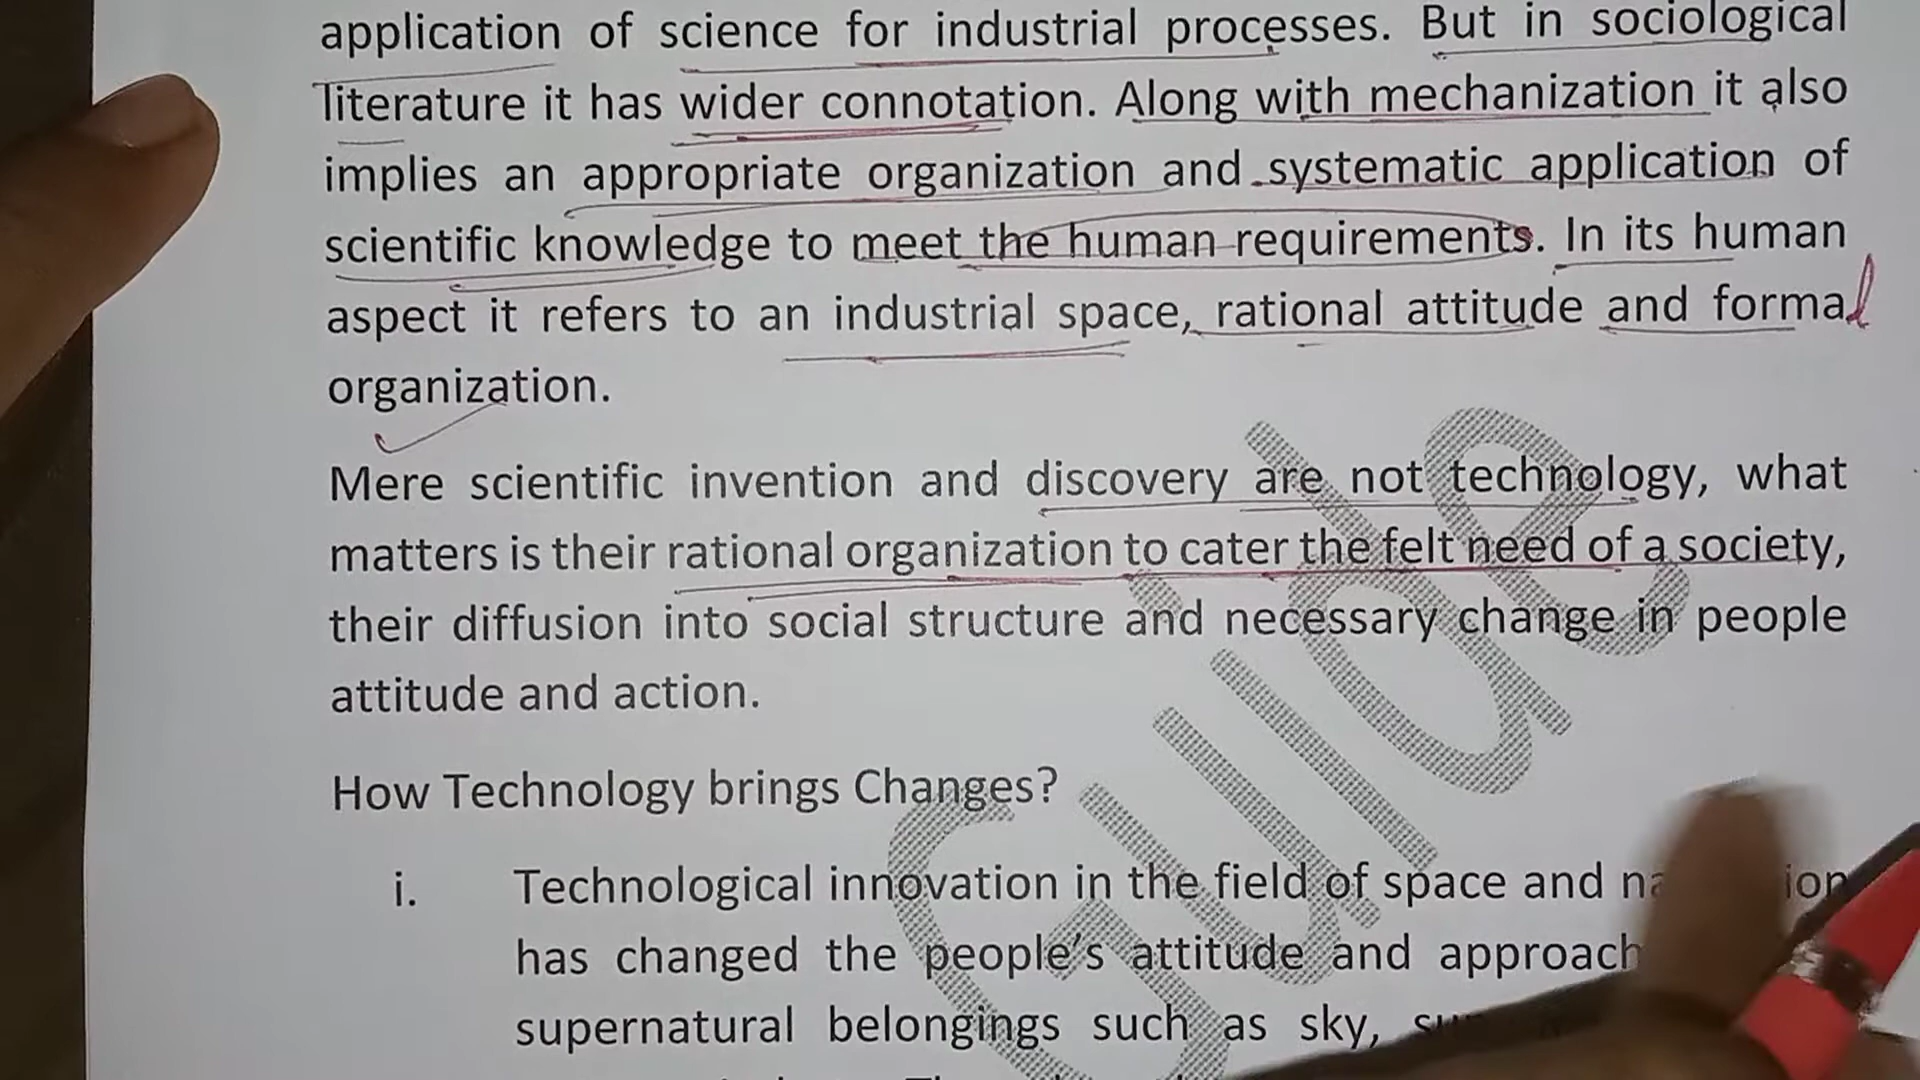 application of science for industrial processes. But in sociological
literature it has wider connotation. Along with mechanization it also
implies an appropriate organization and systematic application of
scientific knowledge to meet the human requirements. In its human
aspect it refers to an industrial space, rational attitude and formal
organization.
Mere scientific invention and discovery are not technology, what
matters is their rational organization to cater the felt need of a society,
their diffusion into social structure and necessary change in people
attitude and action.
How Technology brings Changes?
i. Technological innovation in the field of space and
has changed the people's attitude and approach
supernatural belongings such as sky,
Guide